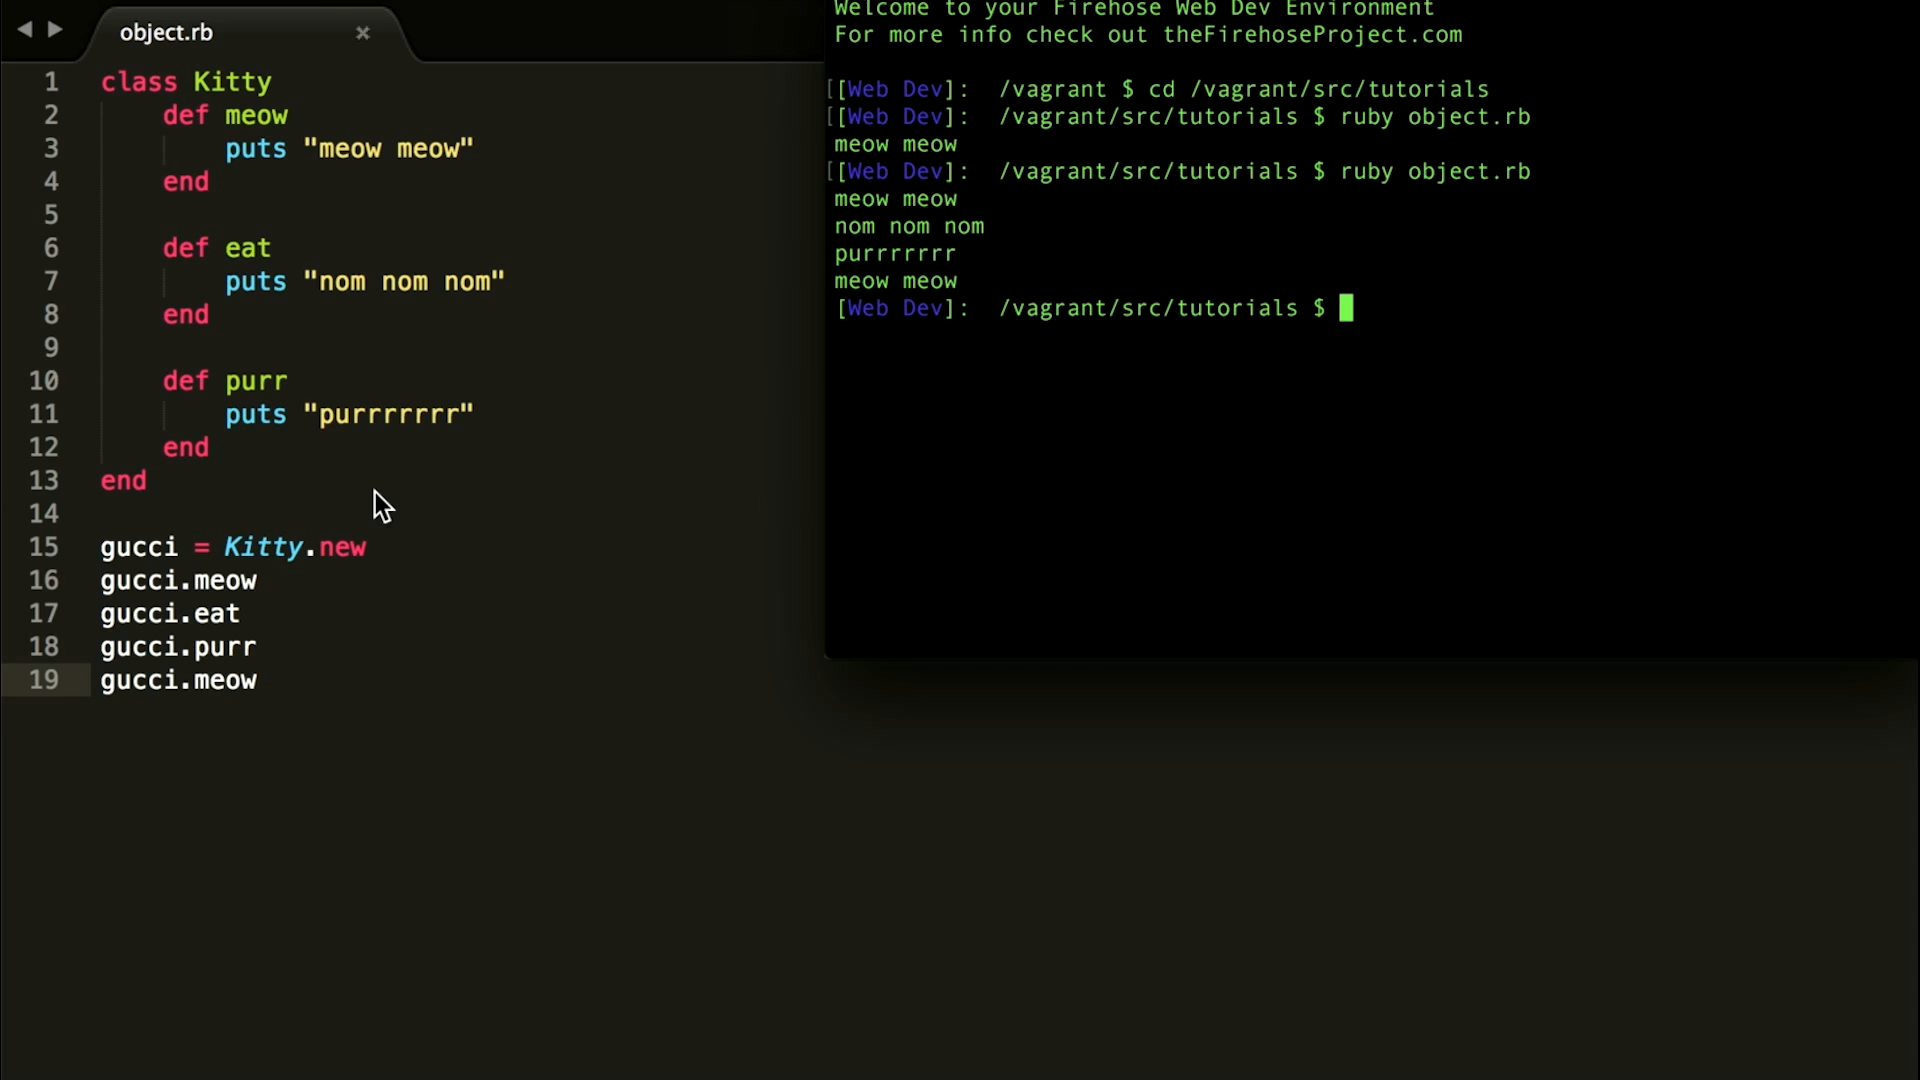 object.rb ×
1 class Kitty
2 def meow
3 puts "meow meow"
4 end
5
6 def eat
7 puts "nom nom nom"
8 end
9
10 def purr
11 puts "purrrrrrr"
12 end
13 end
14
15 gucci = Kitty.new
16 gucci.meow
17 gucci.eat
18 gucci.purr
19 gucci.meow
Welcome to your Firehose Web Dev Environment
For more info check out theFirehoseProject.com
[[Web Dev]: /vagrant $ cd /vagrant/src/tutorials
[[Web Dev]: /vagrant/src/tutorials $ ruby object.rb
meow meow
[[Web Dev]: /vagrant/src/tutorials $ ruby object.rb
meow meow
nom nom nom
purrrrrrr
meow meow
[Web Dev]: /vagrant/src/tutorials $